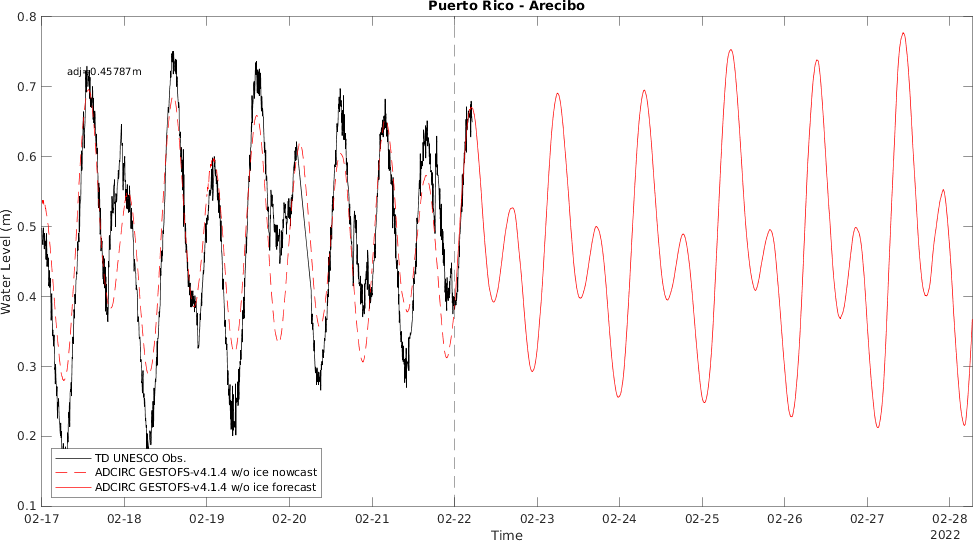 Puerto Rico - Arecibo
adj=0.45787m
Water Level (m)
0.8
0.7
0.6
0.5
0.4
0.3
0.2
0.1
TD UNESCO Obs.
ADCIRC GESTOFS-v4.1.4 w/o ice nowcast
ADCIRC GESTOFS-v4.1.4 w/o ice forecast
02-17 02-18 02-19 02-20 02-21 02-22 02-23 02-24 02-25 02-26 02-27 02-28
Time 2022